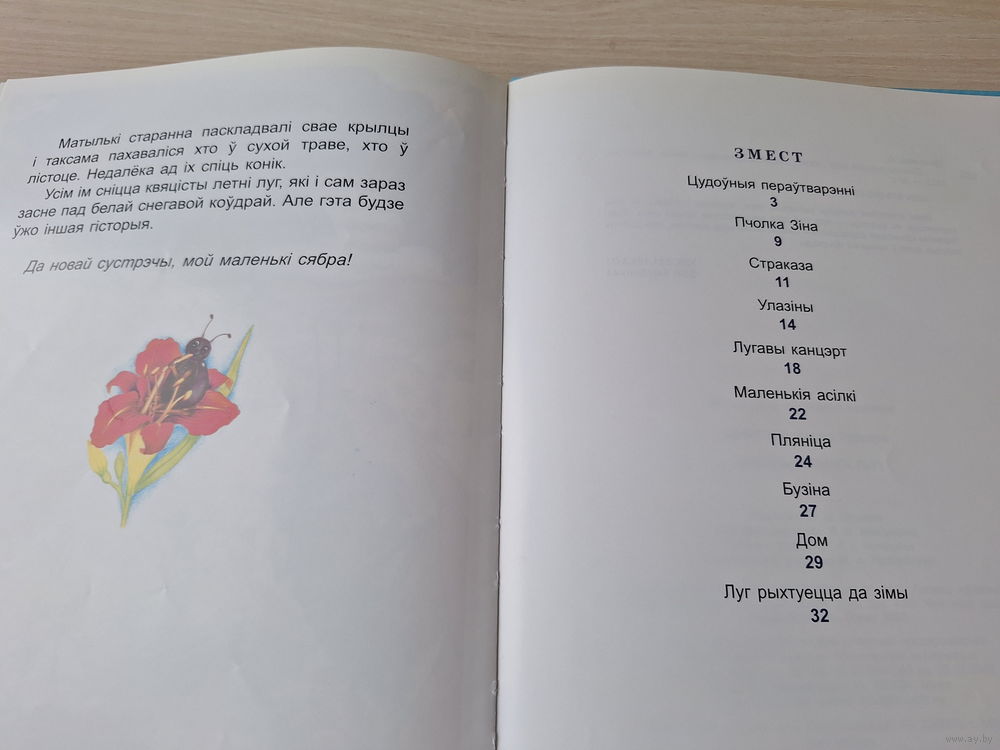 Матылькі старанна паскладвалі свае крылцы
і таксама пахаваліся хто ў сухой траве, хто ў
лістоце. Недалёка ад іх спіць конік.
Усім ім сніцца квяцісты летні луг, які і сам зараз
засне пад белай снегавой коўдрай. Але гэта будзе
ўжо іншая гісторыя.
Да новай сустрэчы, мой маленькі сябра!
ЗМЕСТ
Цудоўныя пераўтварэнні
3
Пчолка Зіна
9
Страказа
11
Улазіны
14
Лугавы канцэрт
18
Маленькія асілкі
22
Пляніца
24
Бузіна
27
Дом
29
Луг рыхтуецца да зімы
32
www.ay.by